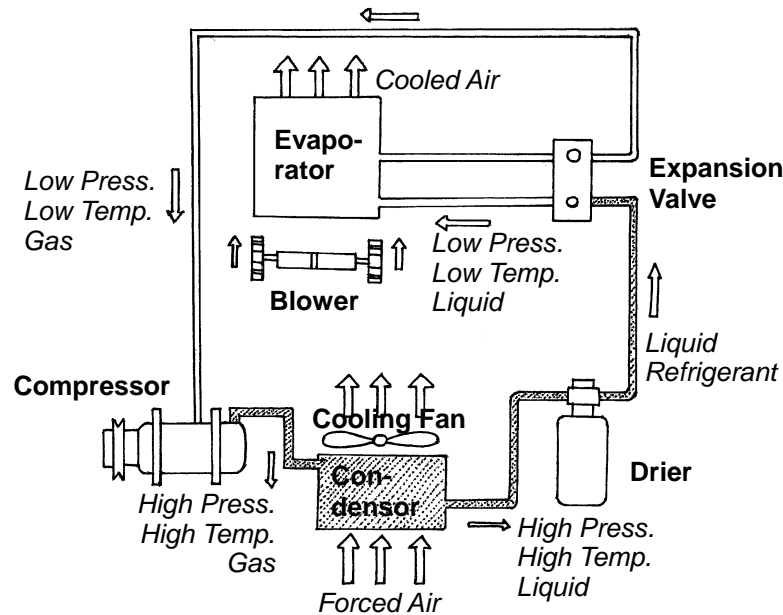 Cooled Air
Evapo-
rator
Expansion
Valve
Low Press.
Low Temp.
Gas
Low Press.
Low Temp.
Liquid
Blower
Liquid
Refrigerant
Compressor
Cooling Fan
Con-
densor
Drier
High Press.
High Temp.
Gas
High Press.
High Temp.
Liquid
Forced Air